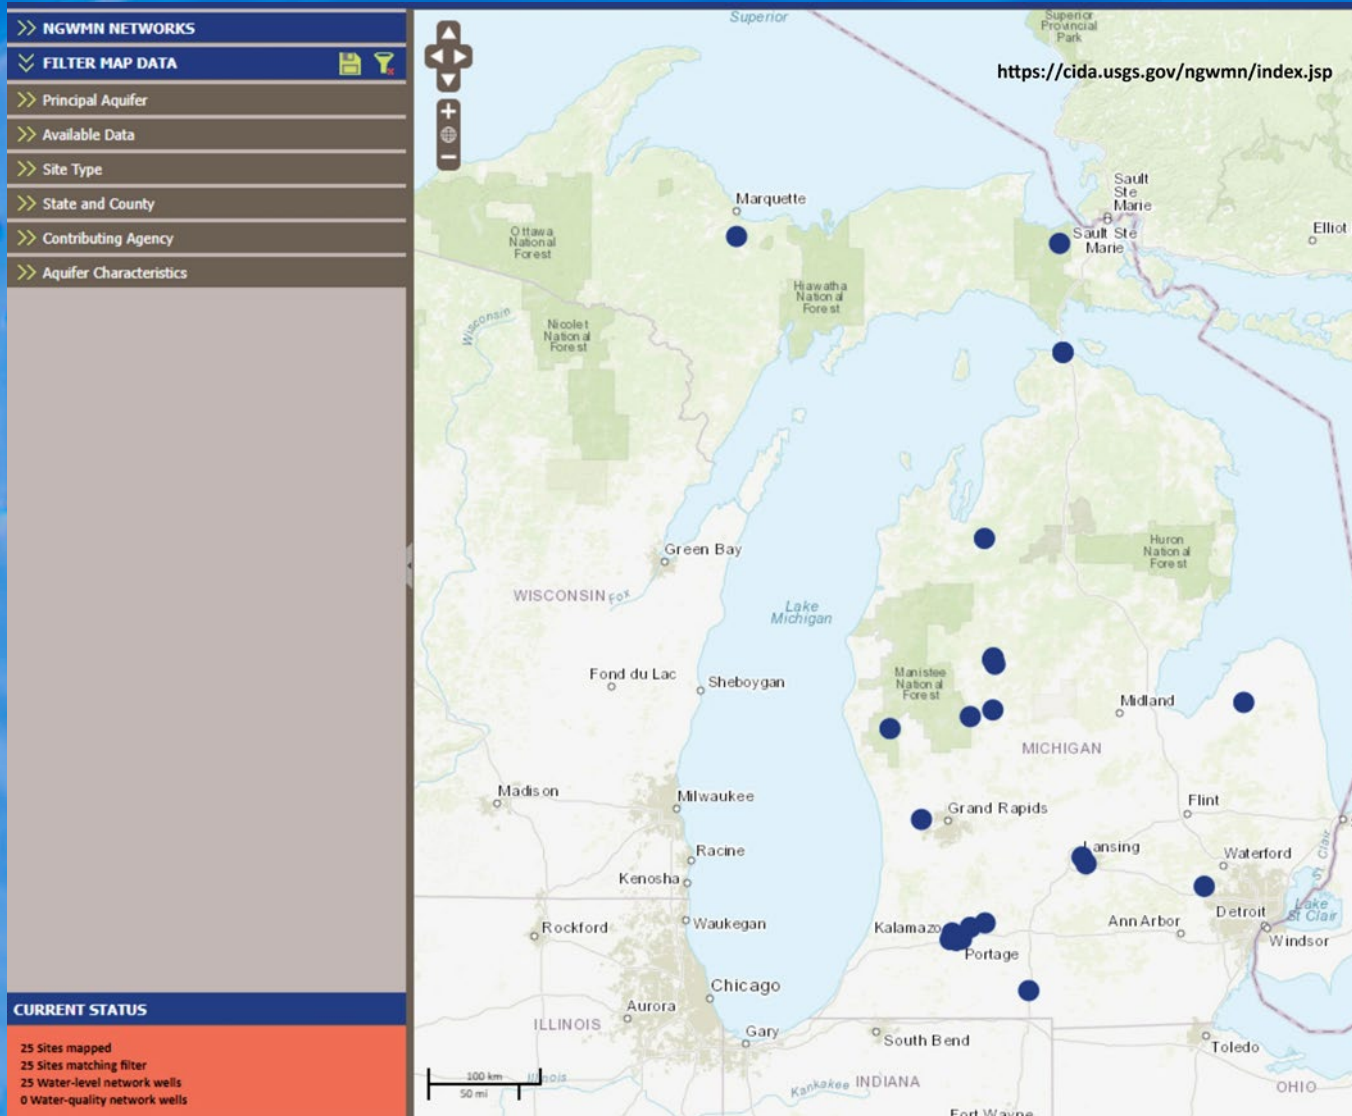 NGWMN NETWORKS
FILTER MAP DATA
Principal Aquifer
Available Data
Site Type
State and County
Contributing Agency
Aquifer Characteristics
CURRENT STATUS
25 Sites mapped
25 Sites matching filter
25 Water-level network wells
0 Water-quality network wells
https://cida.usgs.gov/ngwmn/index.jsp
Superior
Superior
Provincial
Park
Sault
Ste
Marie
Sault Ste
Marie
Elliot
Marquette
Ottawa
National
Forest
Hiawatha
National
Forest
Wisconsin
Nicolet
National
Forest
Green Bay
WISCONSIN
Fox
Lake
Michigan
Huron
National
Forest
Fond du Lac
Sheboygan
Manistee
National
Forest
Midland
MICHIGAN
Madison
Milwaukee
Grand Rapids
Flint
Racine
Lansing
Waterford
St. Clair
Kenosha
Waukegan
Rockford
Kalamazo
Portage
Ann Arbor
Detroit
Lake
St Clair
Windsor
Chicago
Aurora
ILLINOIS
Gary
South Bend
Toledo
100 km
50 mi
Illinois
Kankakee
INDIANA
OHIO
Fort Wayne